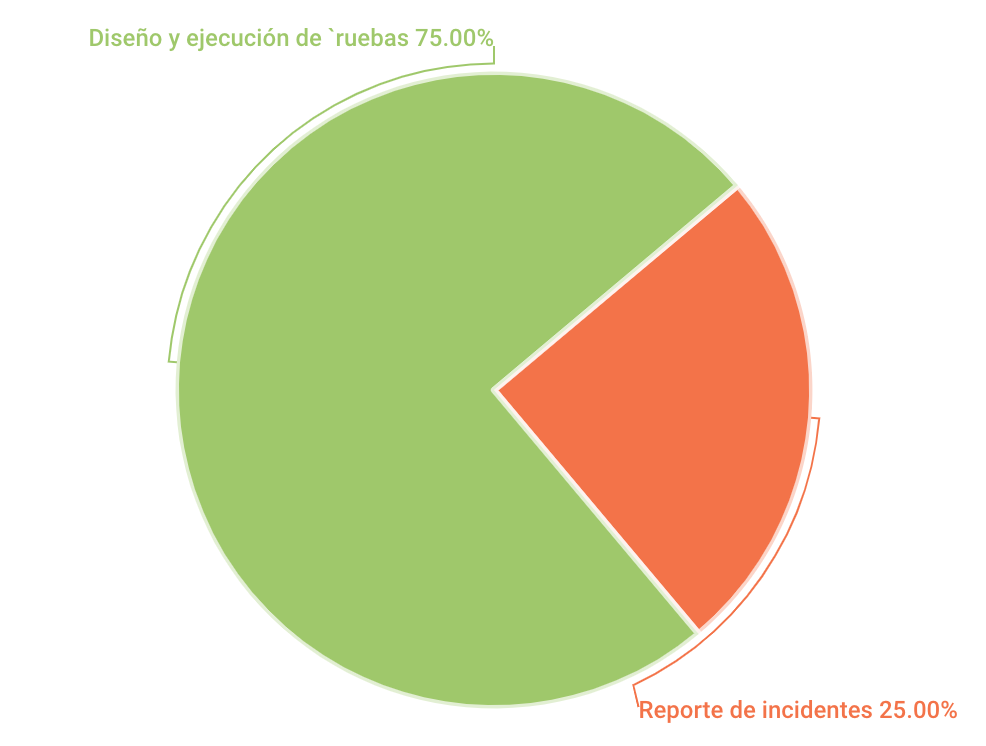 Diseño y ejecución de `ruebas 75.00%
Reporte de incidentes 25.00%